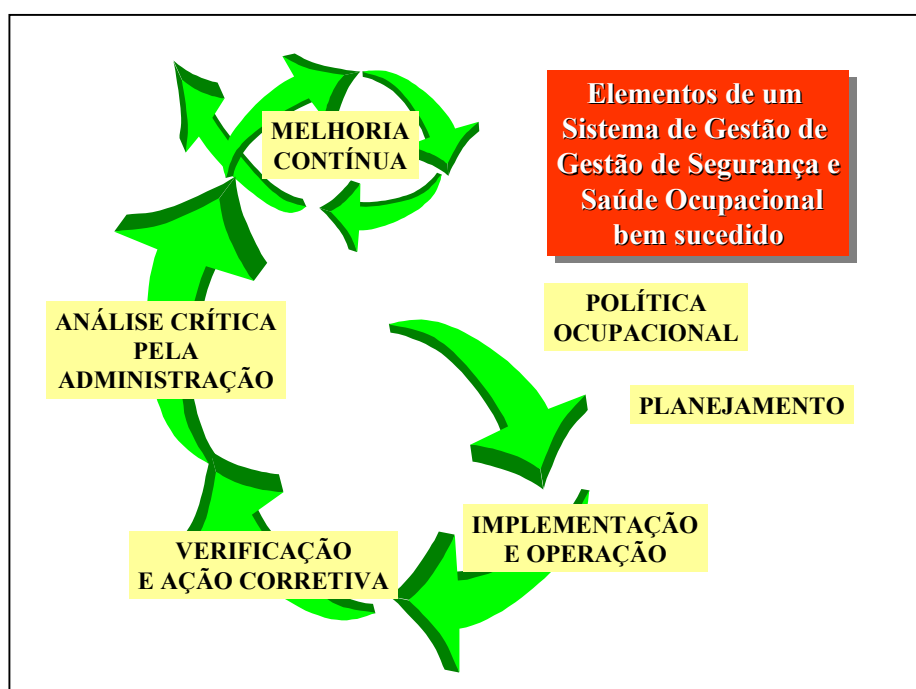 Elementos de um
Sistema de Gestão de
Gestão de Segurança e
Saúde Ocupacional
bem sucedido
MELHORIA
CONTÍNUA
POLÍTICA
OCUPACIONAL
PLANEJAMENTO
IMPLEMENTAÇÃO
E OPERAÇÃO
VERIFICAÇÃO
E AÇÃO CORRETIVA
ANÁLISE CRÍTICA
PELA
ADMINISTRAÇÃO